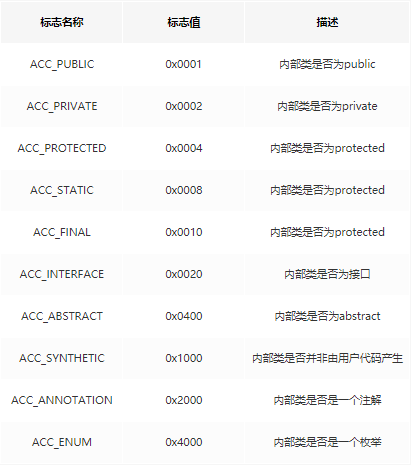 标志名称 标志值 描述
ACC_PUBLIC 0x0001 内部类是否为public
ACC_PRIVATE 0x0002 内部类是否为private
ACC_PROTECTED 0x0004 内部类是否为protected
ACC_STATIC 0x0008 内部类是否为protected
ACC_FINAL 0x0010 内部类是否为protected
ACC_INTERFACE 0x0020 内部类是否为接口
ACC_ABSTRACT 0x0400 内部类是否为abstract
ACC_SYNTHETIC 0x1000 内部类是否并非由用户代码产生
ACC_ANNOTATION 0x2000 内部类是否是一个注解
ACC_ENUM 0x4000 内部类是否是一个枚举